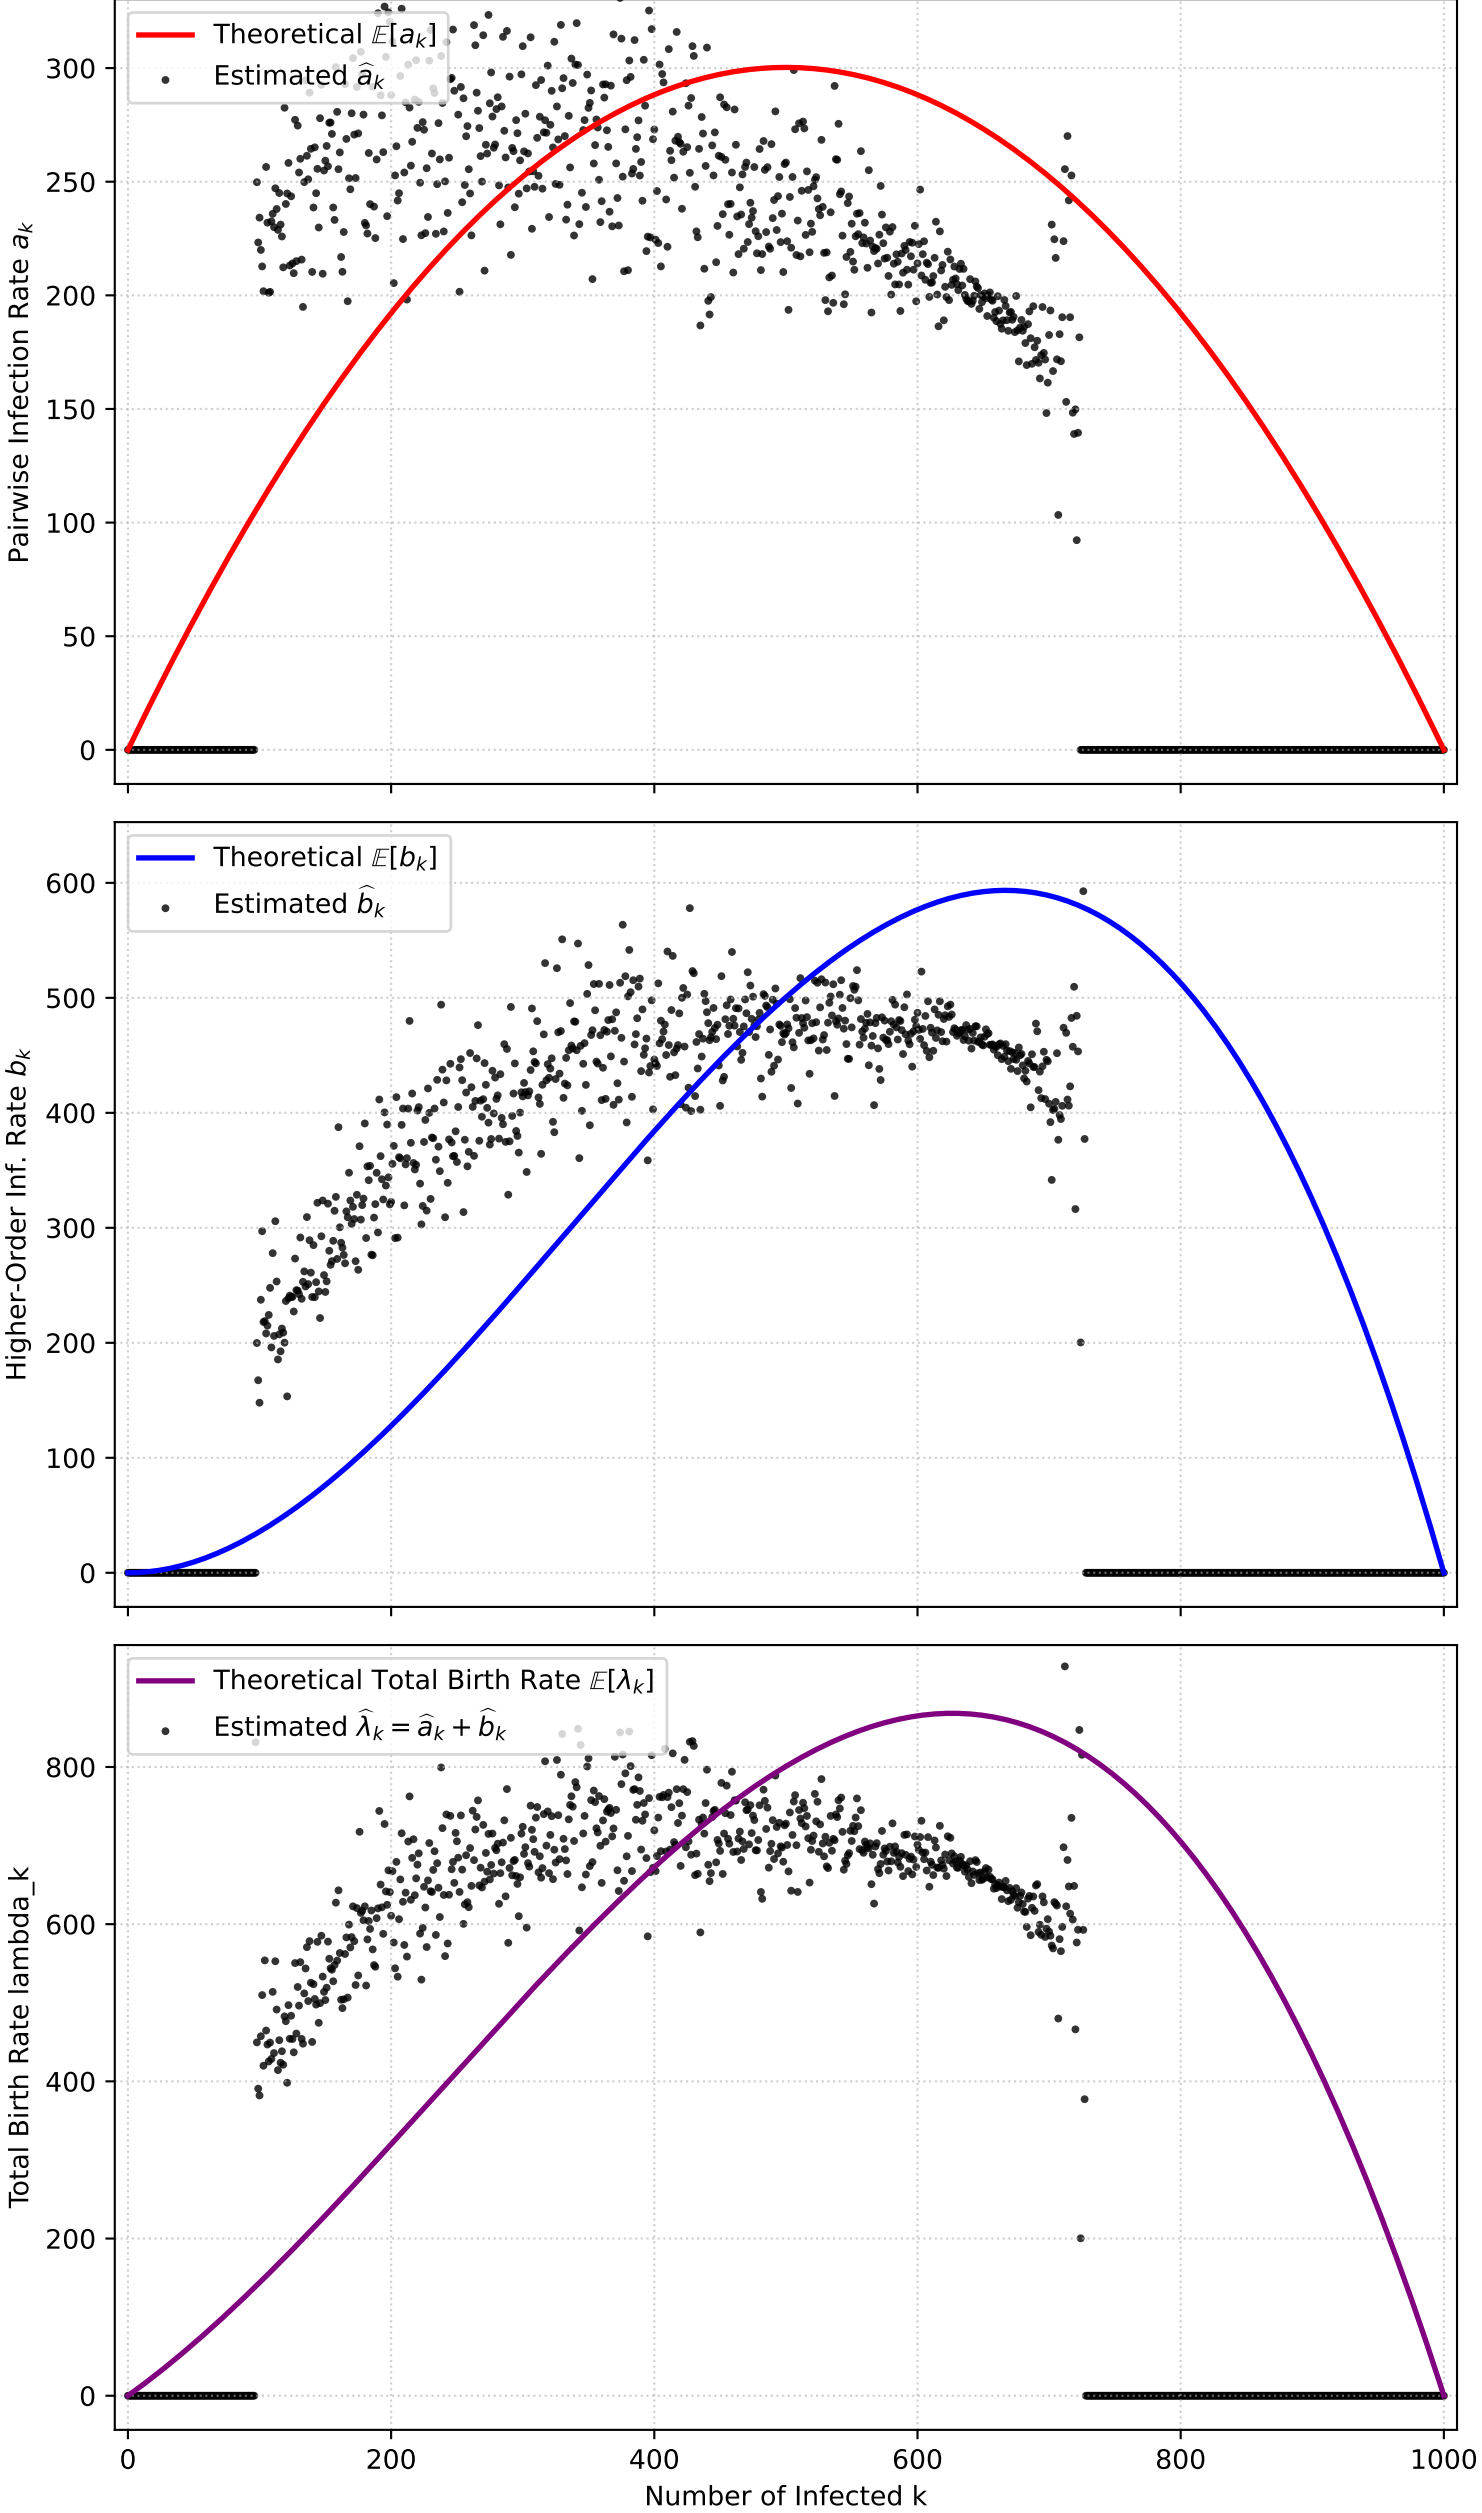 Theoretical 𝔼[a_k]
Estimated â_k
300
250
200
150
100
50
0
Pairwise Infection Rate a_k
Theoretical 𝔼[b_k]
Estimated b̂_k
600
500
400
300
200
100
0
Higher-Order Inf. Rate b_k
Theoretical Total Birth Rate 𝔼[λ_k]
Estimated λ̂_k = â_k + b̂_k
800
600
400
200
0
Total Birth Rate lambda_k
0 200 400 600 800 1000
Number of Infected k